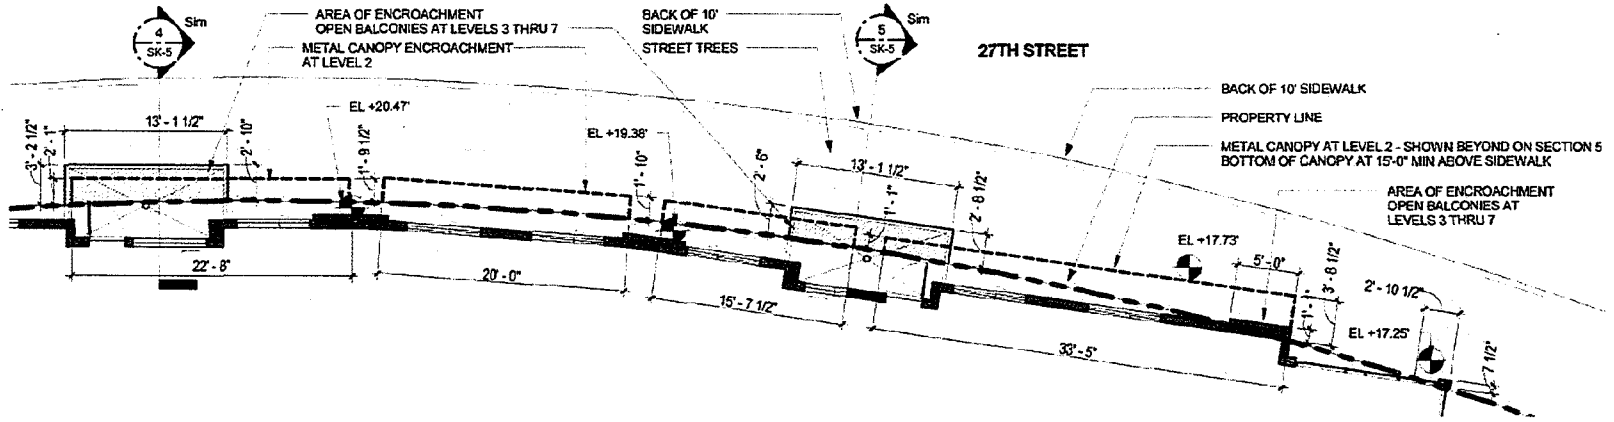 4
SK-5
Sim
AREA OF ENCROACHMENT
OPEN BALCONIES AT LEVELS 3 THRU 7
METAL CANOPY ENCROACHMENT
AT LEVEL 2
BACK OF 10'
SIDEWALK
STREET TREES
5
SK-5
Sim
27TH STREET
BACK OF 10' SIDEWALK
PROPERTY LINE
METAL CANOPY AT LEVEL 2 - SHOWN BEYOND ON SECTION 5
BOTTOM OF CANOPY AT 15'-0" MIN ABOVE SIDEWALK
AREA OF ENCROACHMENT
OPEN BALCONIES AT
LEVELS 3 THRU 7
3' - 2 1/2"
2' - 1"
13' - 1 1/2"
2' - 10"
EL +20.47'
1' - 9 1/2"
EL +19.38'
1' - 10"
2' - 6"
13' - 1 1/2"
1' - 1"
2' - 8 1/2"
EL +17.73'
5' - 0"
1' - 1"
3' - 8 1/2"
2' - 10 1/2"
EL +17.25'
7 1/2"
22' - 8"
20' - 0"
15' - 7 1/2"
33' - 5"